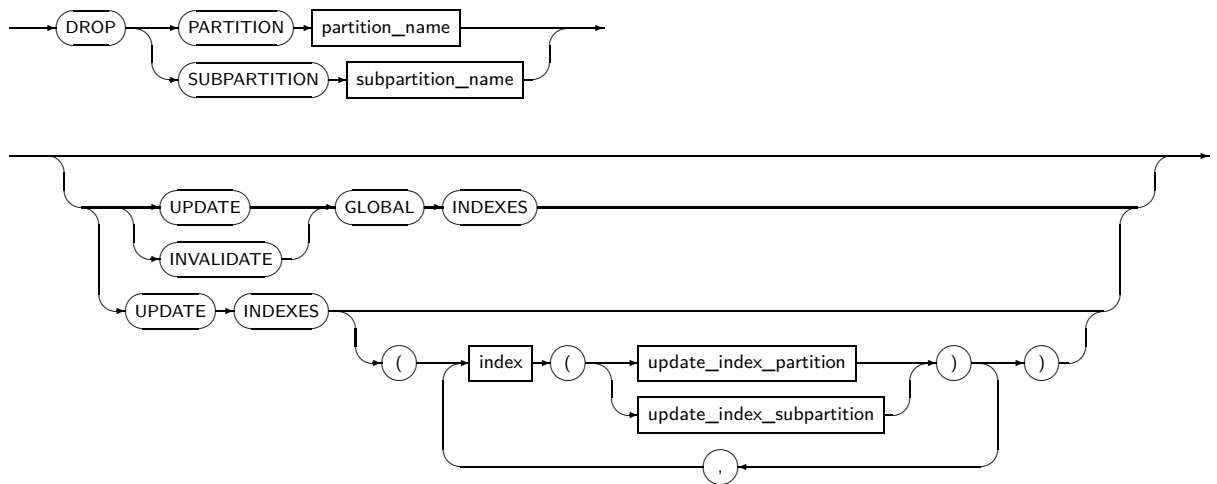 DROP PARTITION partition_name
SUBPARTITION subpartition_name
UPDATE GLOBAL INDEXES
INVALIDATE
UPDATE INDEXES
( index ( update_index_partition ) )
update_index_subpartition
,